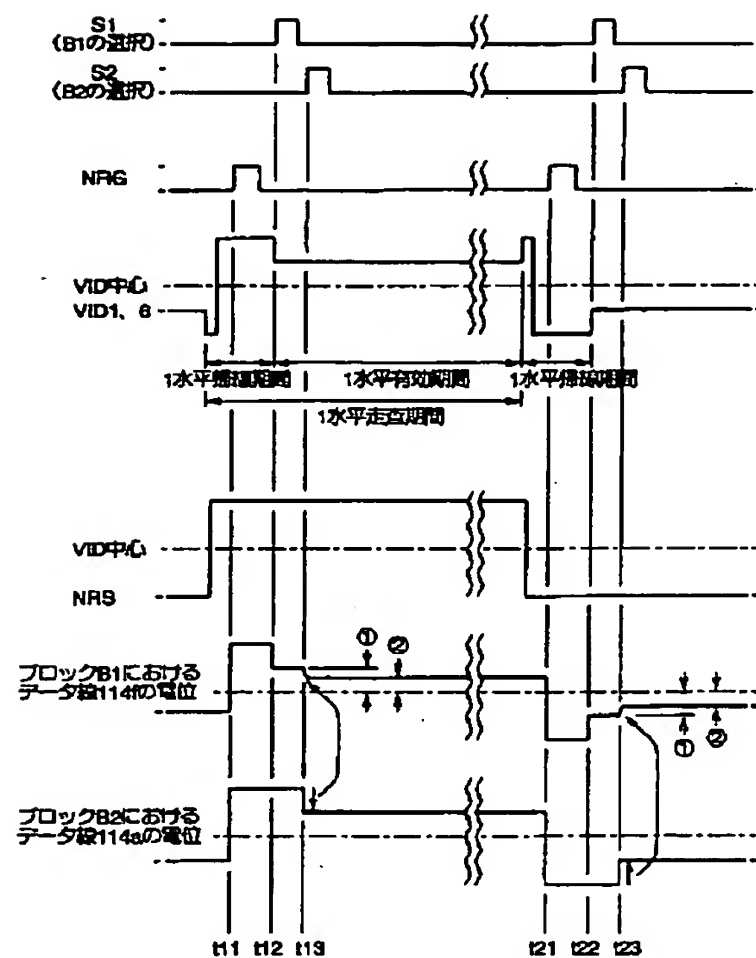 S1
(B1の選択)
S2
(B2の選択)
NRG
VID中心
VID1、6
1水平帰線期間
1水平有効期間
1水平帰線期間
1水平走査期間
VID中心
NRS
① ②
ブロックB1における
データ線114fの電位
① ②
ブロックB2における
データ線114aの電位
t11 t12 t13 t21 t22 t23